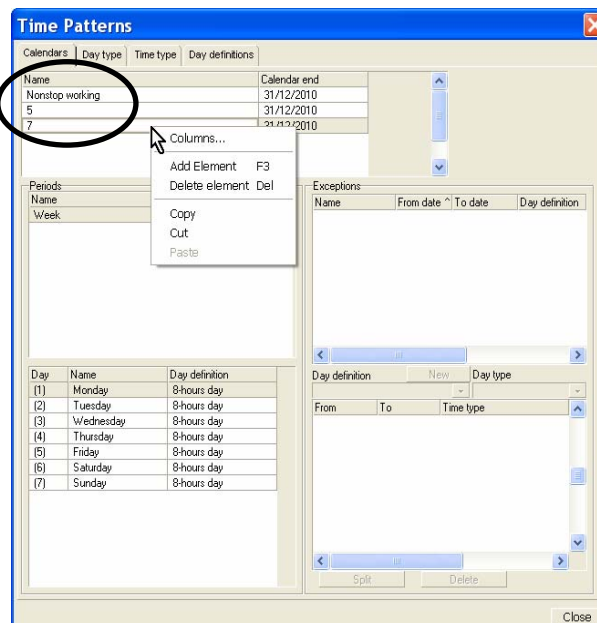 Time Patterns
Calendars Day type Time type Day definitions
Name Calendar end
Nonstop working 31/12/2010
5 31/12/2010
7 31/12/2010
Columns...
Add Element F3
Delete element Del
Copy
Cut
Paste
Periods
Name
Week
Exceptions
Name From date ^ To date Day definition
Day Name Day definition
(1) Monday 8-hours day
(2) Tuesday 8-hours day
(3) Wednesday 8-hours day
(4) Thursday 8-hours day
(5) Friday 8-hours day
(6) Saturday 8-hours day
(7) Sunday 8-hours day
Day definition New Day type
From To Time type
Split Delete
Close